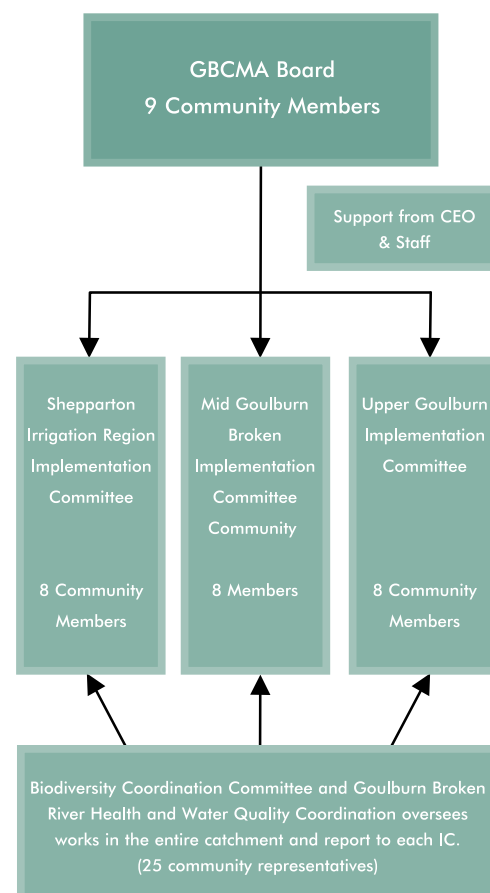 GBCMA Board
9 Community Members
Support from CEO
& Staff
Shepparton
Irrigation Region
Implementation
Committee
8 Community
Members
Mid Goulburn
Broken
Implementation
Committee
Community
8 Members
Upper Goulburn
Implementation
Committee
8 Community
Members
Biodiversity Coordination Committee and Goulburn Broken
River Health and Water Quality Coordination oversees
works in the entire catchment and report to each IC.
(25 community representatives)